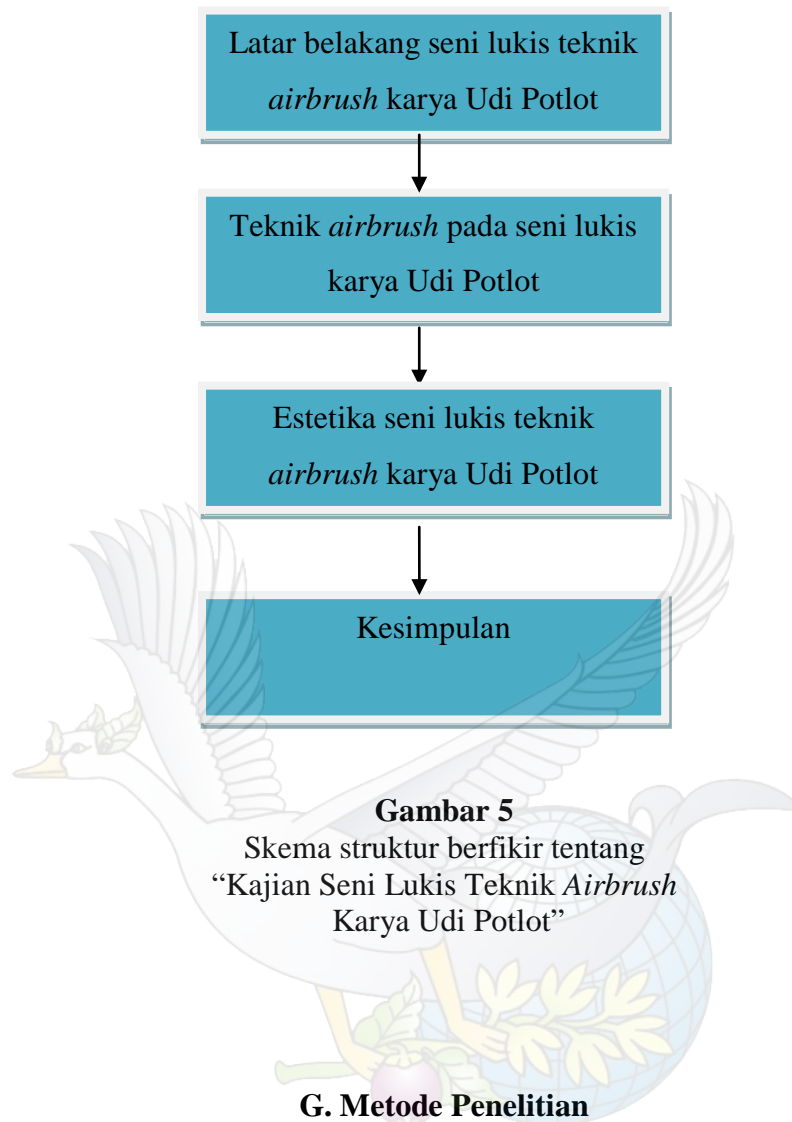 Latar belakang seni lukis teknik
airbrush karya Udi Potlot
Teknik airbrush pada seni lukis
karya Udi Potlot
Estetika seni lukis teknik
airbrush karya Udi Potlot
Kesimpulan
Gambar 5
Skema struktur berfikir tentang
“Kajian Seni Lukis Teknik Airbrush
Karya Udi Potlot”
G. Metode Penelitian